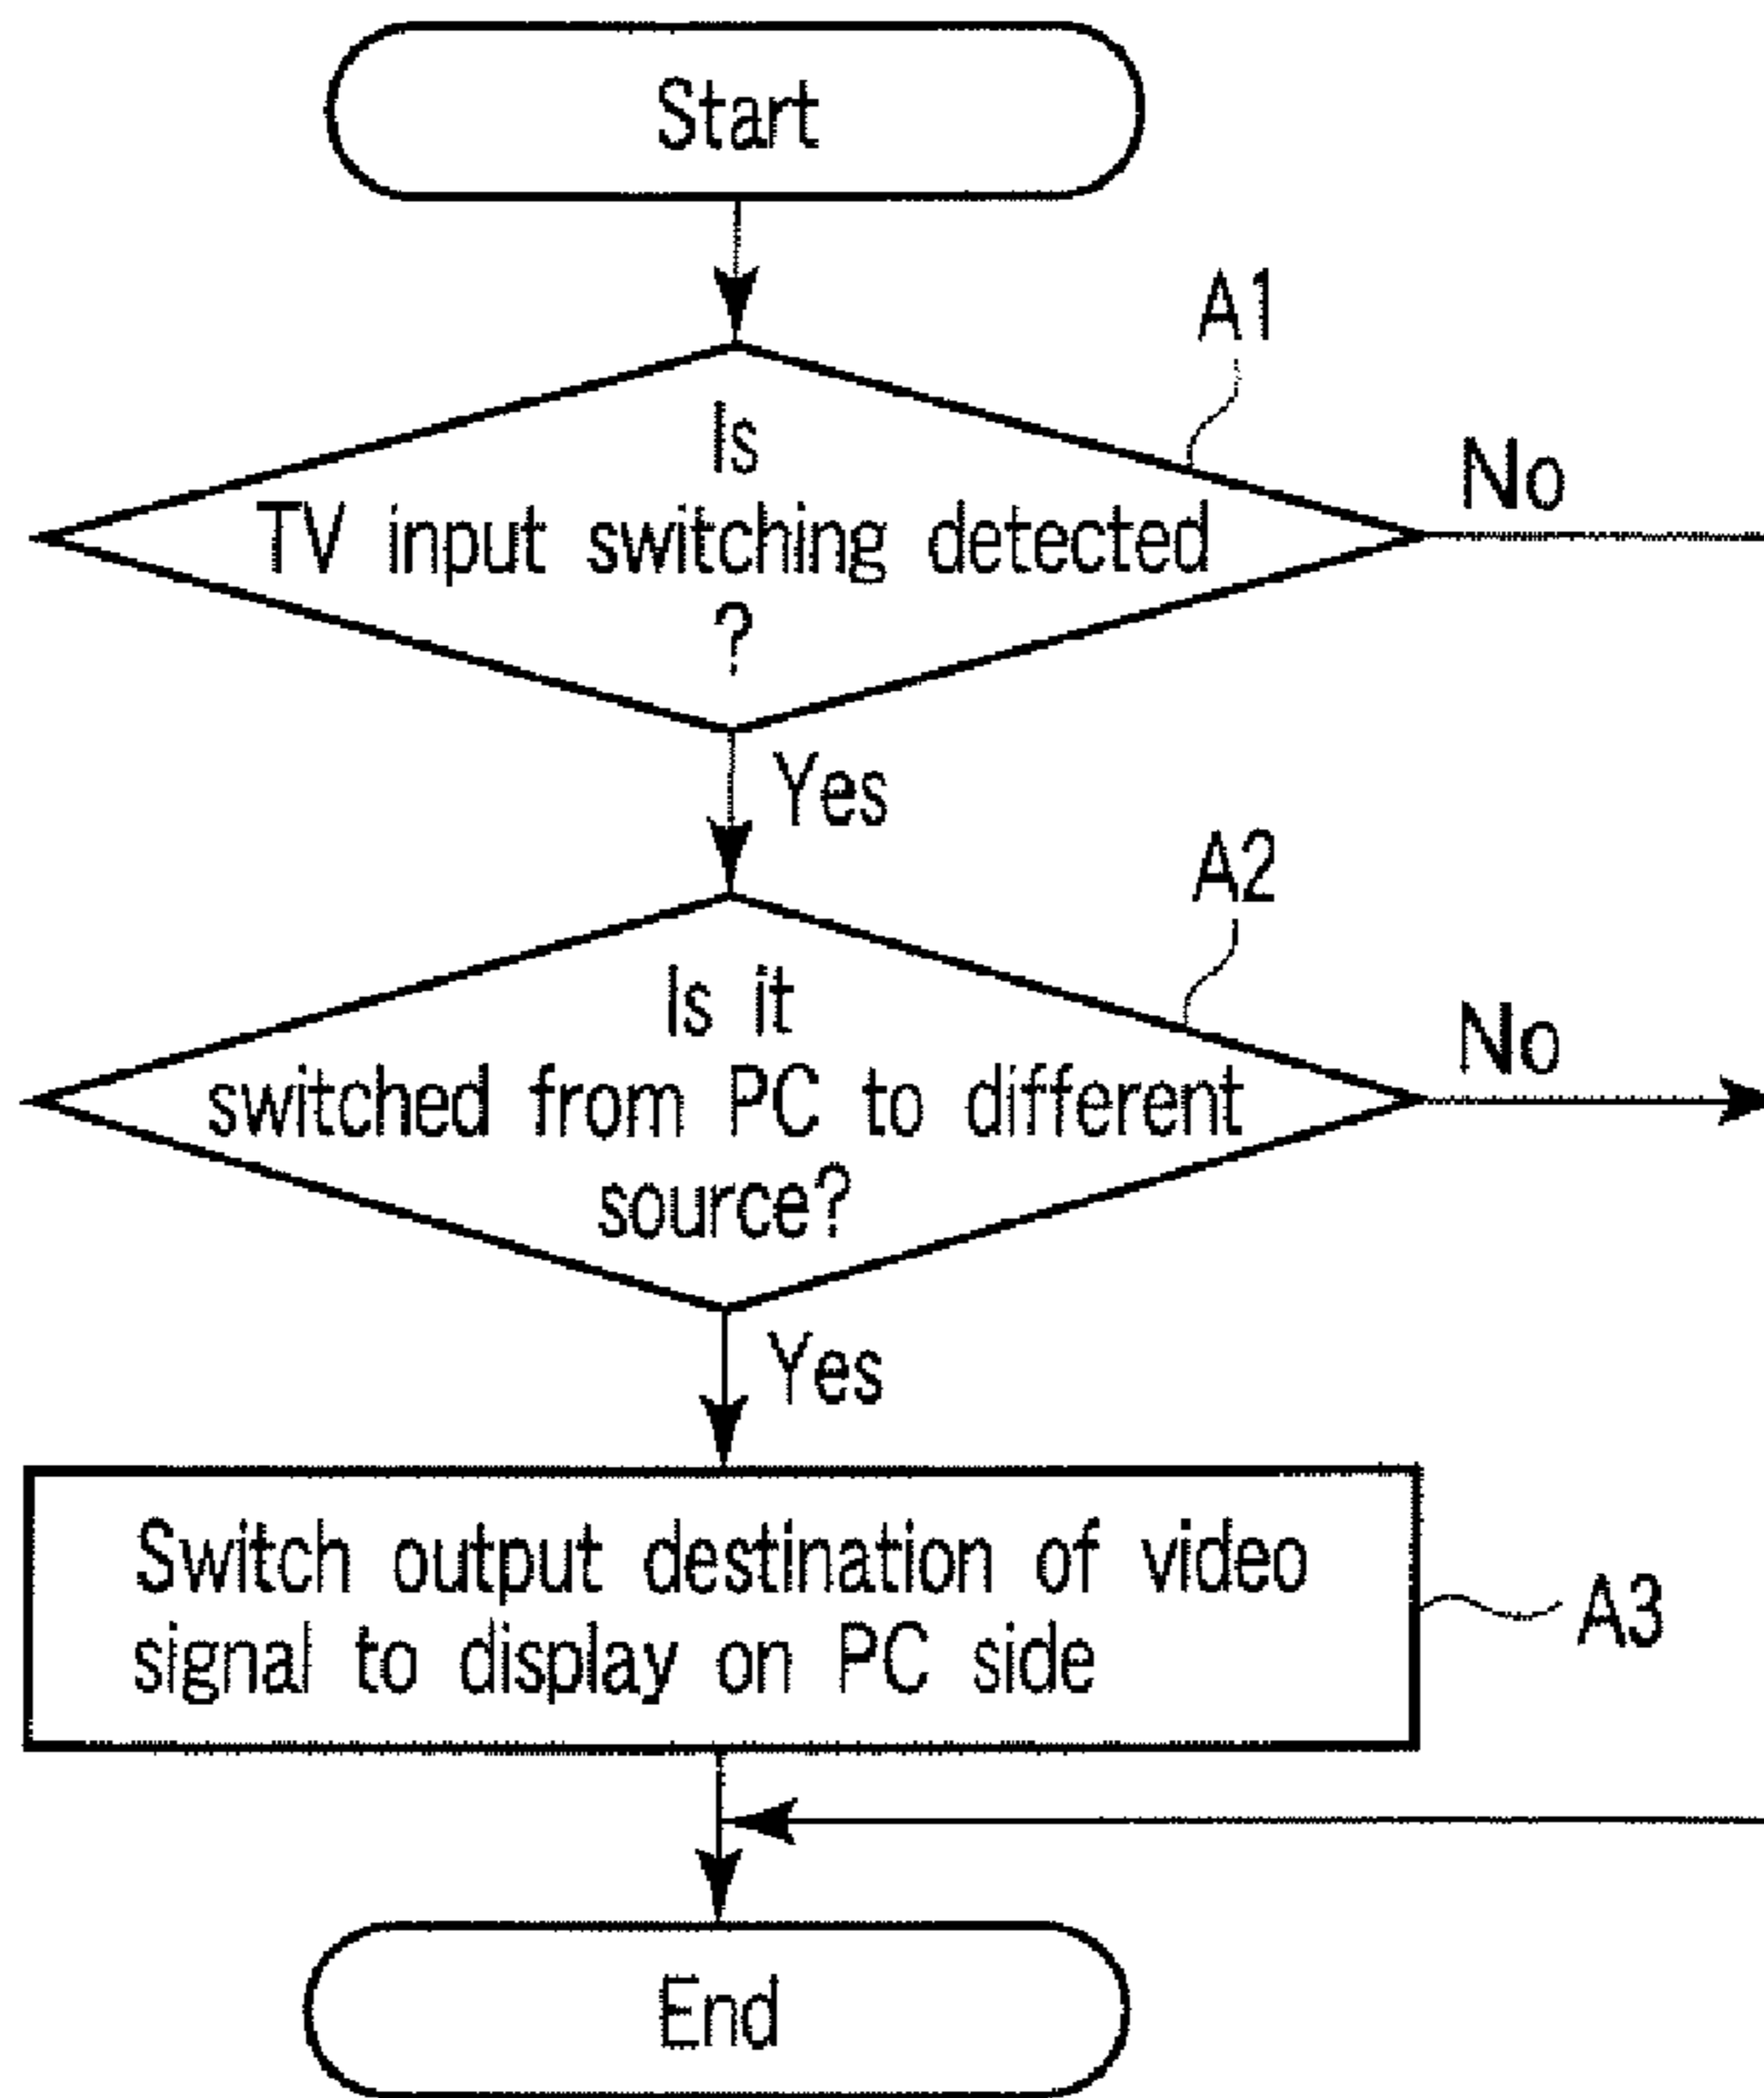 Start
A1
Is
TV input switching detected
?
No
Yes
A2
Is it
switched from PC to different
source?
No
Yes
Switch output destination of video
signal to display on PC side
A3
End